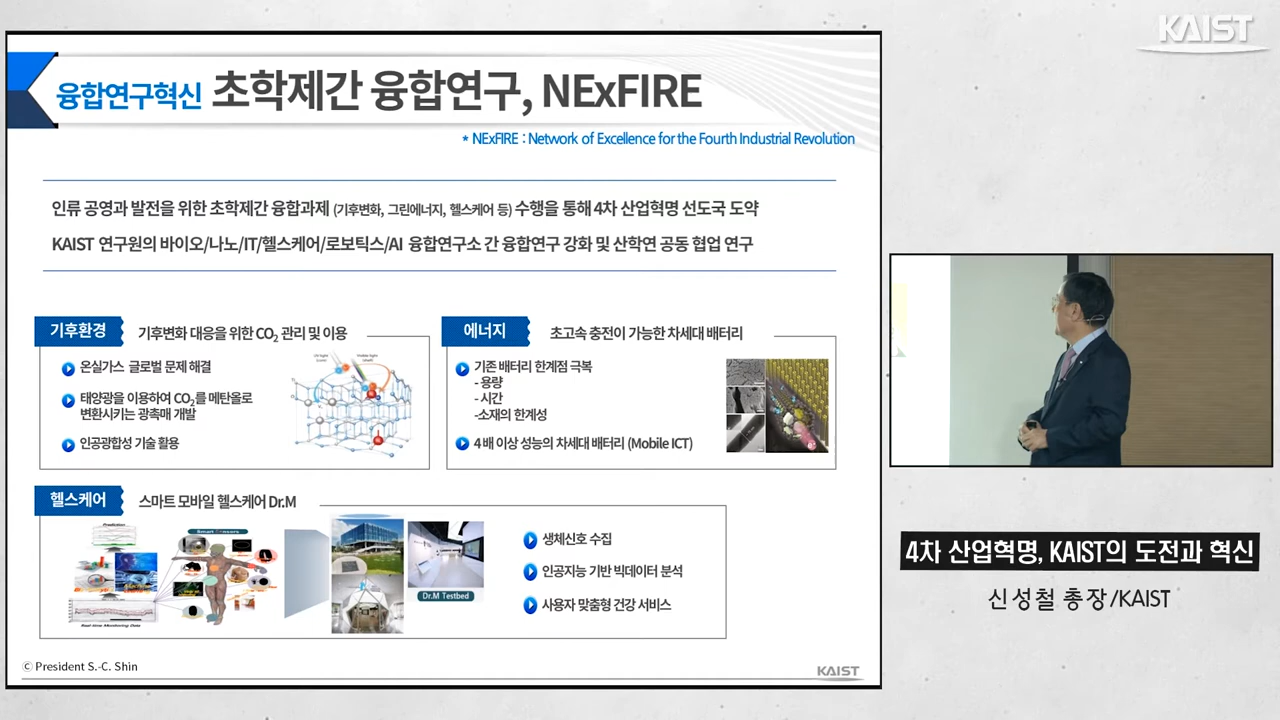 KAIST
융합연구혁신 초학제간 융합연구, NExFIRE
* NExFIRE : Network of Excellence for the Fourth Industrial Revolution
인류 공영과 발전을 위한 초학제간 융합과제 (기후변화, 그린에너지, 헬스케어 등) 수행을 통해 4차 산업혁명 선도국 도약
KAIST 연구원의 바이오/나노/IT/헬스케어/로보틱스/AI 융합연구소 간 융합연구 강화 및 산학연 공동 협업 연구
기후환경 기후변화 대응을 위한 CO₂ 관리 및 이용
온실가스 글로벌 문제 해결
태양광을 이용하여 CO₂를 메탄올로
변환시키는 광촉매 개발
인공광합성 기술 활용
에너지 초고속 충전이 가능한 차세대 배터리
기존 배터리 한계점 극복
- 용량
- 시간
-소재의 한계성
4 배 이상 성능의 차세대 배터리 (Mobile ICT)
헬스케어 스마트 모바일 헬스케어 Dr.M
Prediction
Smart Sensors
Real-time Monitoring Data
Dr.M Testbed
생체신호 수집
인공지능 기반 빅데이터 분석
사용자 맞춤형 건강 서비스
ⓒ President S.-C. Shin
KAIST
4차 산업혁명, KAIST의 도전과 혁신
신성철 총장/KAIST